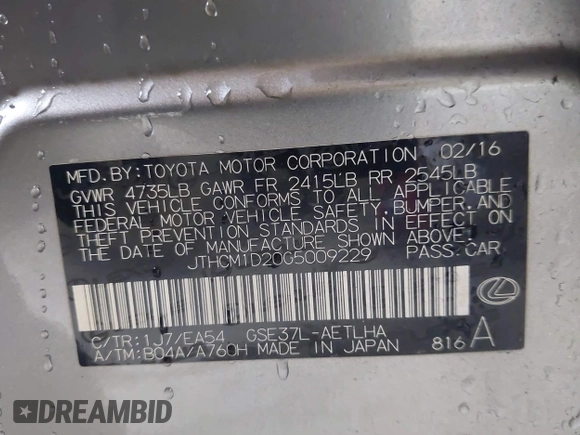 MFD.BY:TOYOTA MOTOR CORPORATION 02/16
GVWR 4735LB GAWR FR 2415LB RR 2545LB
THIS VEHICLE CONFORMS TO ALL APPLICABLE
FEDERAL MOTOR VEHICLE SAFETY,BUMPER,AND
THEFT PREVENTION STANDARDS IN EFFECT ON
THE DATE OF MANUFACTURE SHOWN ABOVE.
JTHCM1D20G5009229 PASS.CAR
C/TR:1J7/EA54 GSE37L-AETLHA
A/TM:B04A/A760H MADE IN JAPAN 816 A
DREAMBID